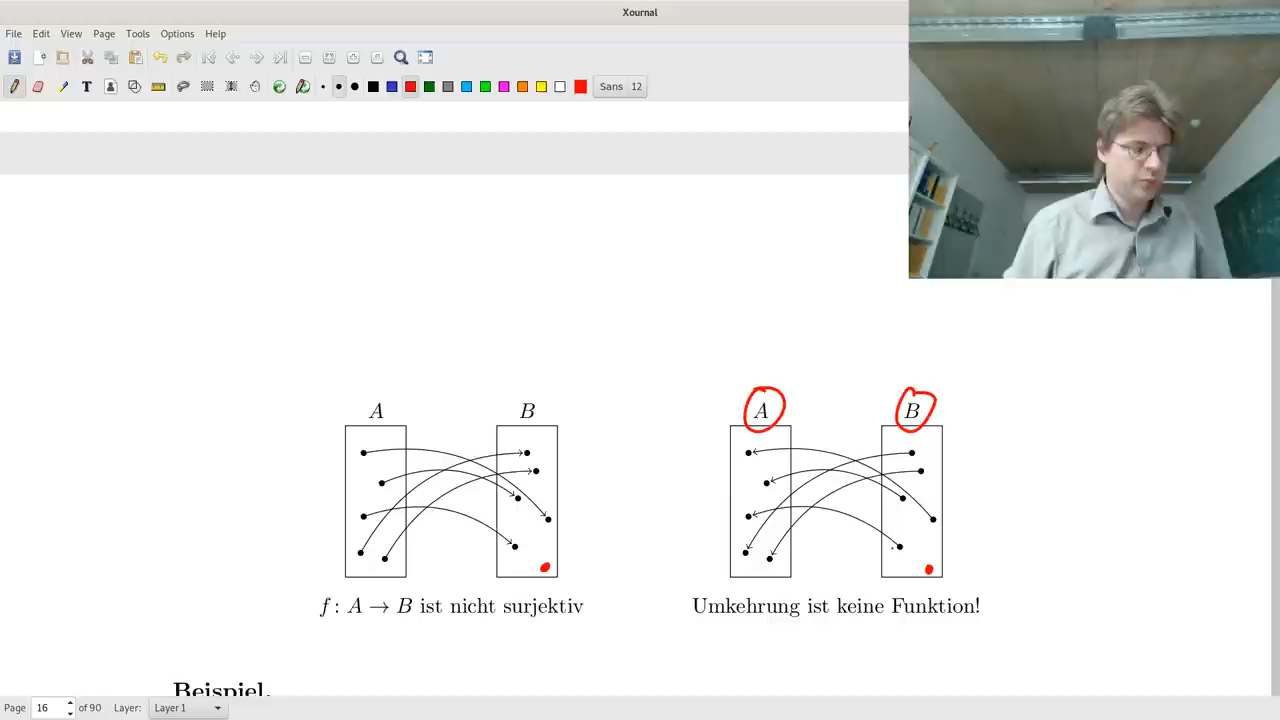 Xournal
File Edit View Page Tools Options Help
Sans 12
A B A B
f: A → B ist nicht surjektiv
Umkehrung ist keine Funktion!
Beispiel.
Page 16 of 90 Layer: Layer 1